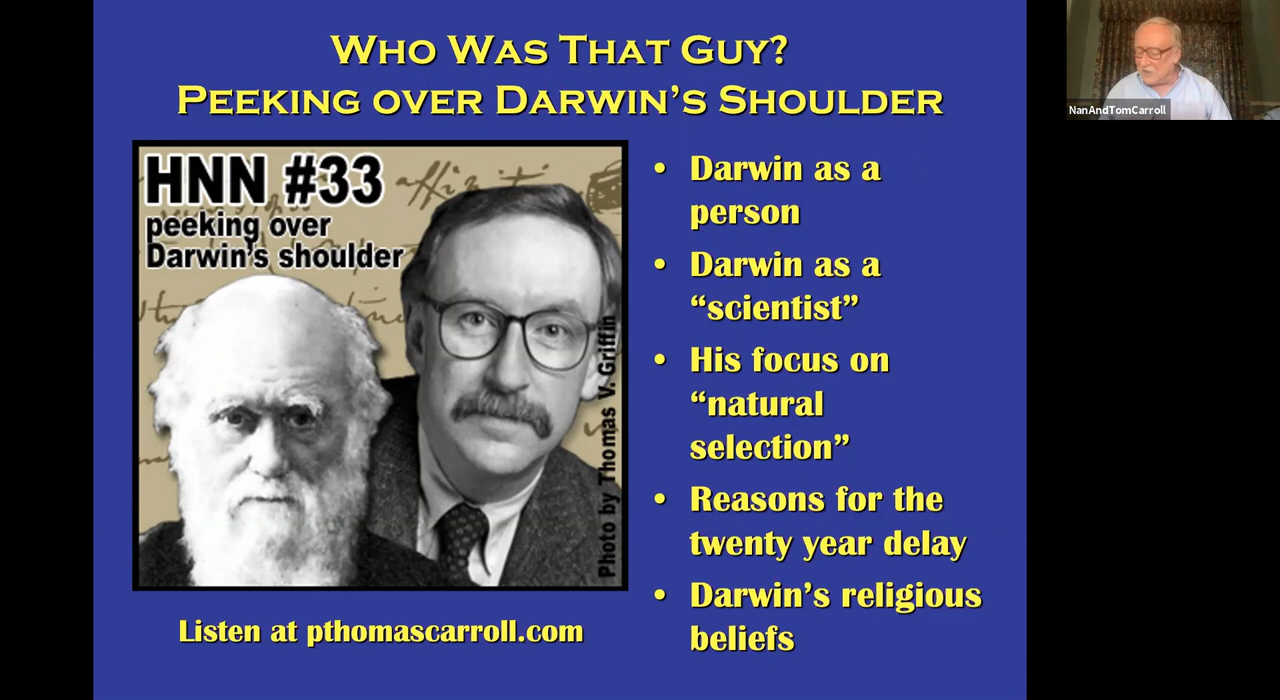 WHO WAS THAT GUY?
PEEKING OVER DARWIN'S SHOULDER
HNN #33
peeking over
Darwin's shoulder
Photo by Thomas V. Griffin
Listen at pthomascarroll.com
• Darwin as a
person
• Darwin as a
“scientist”
• His focus on
“natural
selection”
• Reasons for the
twenty year delay
• Darwin's religious
beliefs
NanAndTomCarroll